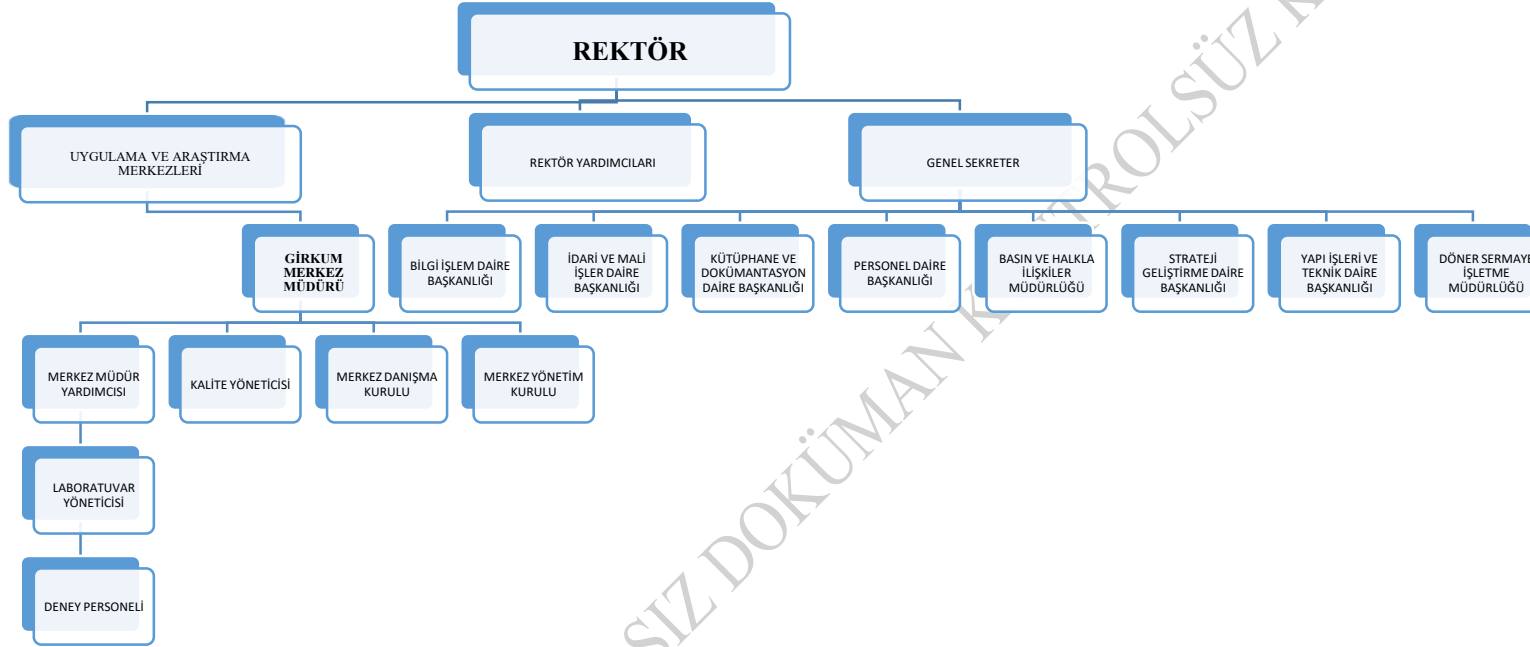 REKTÖR
UYGULAMA VE ARAŞTIRMA
MERKEZLERİ
REKTÖR YARDIMCILARI
GENEL SEKRETER
GİRKUM
MERKEZ
MÜDÜRÜ
BİLGİ İŞLEM DAİRE
BAŞKANLIĞI
İDARİ VE MALİ
İŞLER DAİRE
BAŞKANLIĞI
KÜTÜPHANE VE
DOKÜMANTASYON
DAİRE BAŞKANLIĞI
PERSONEL DAİRE
BAŞKANLIĞI
BASIN VE HALKLA
İLİŞKİLER
MÜDÜRLÜĞÜ
STRATEJİ
GELİŞTİRME DAİRE
BAŞKANLIĞI
YAPI İŞLERİ VE
TEKNİK DAİRE
BAŞKANLIĞI
DÖNER SERMAYE
İŞLETME
MÜDÜRLÜĞÜ
MERKEZ MÜDÜR
YARDIMCISI
KALİTE YÖNETİCİSİ
MERKEZ DANIŞMA
KURULU
MERKEZ YÖNETİM
KURULU
LABORATUVAR
YÖNETİCİSİ
DENEY PERSONELİ
DOKÜMAN